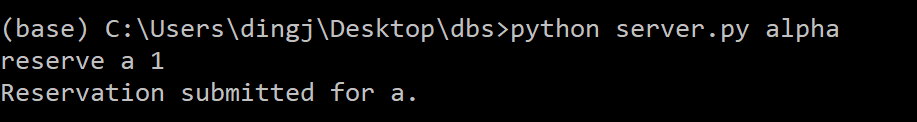 (base) C:\Users\dingj\Desktop\dbs>python server.py alpha
reserve a 1
Reservation submitted for a.